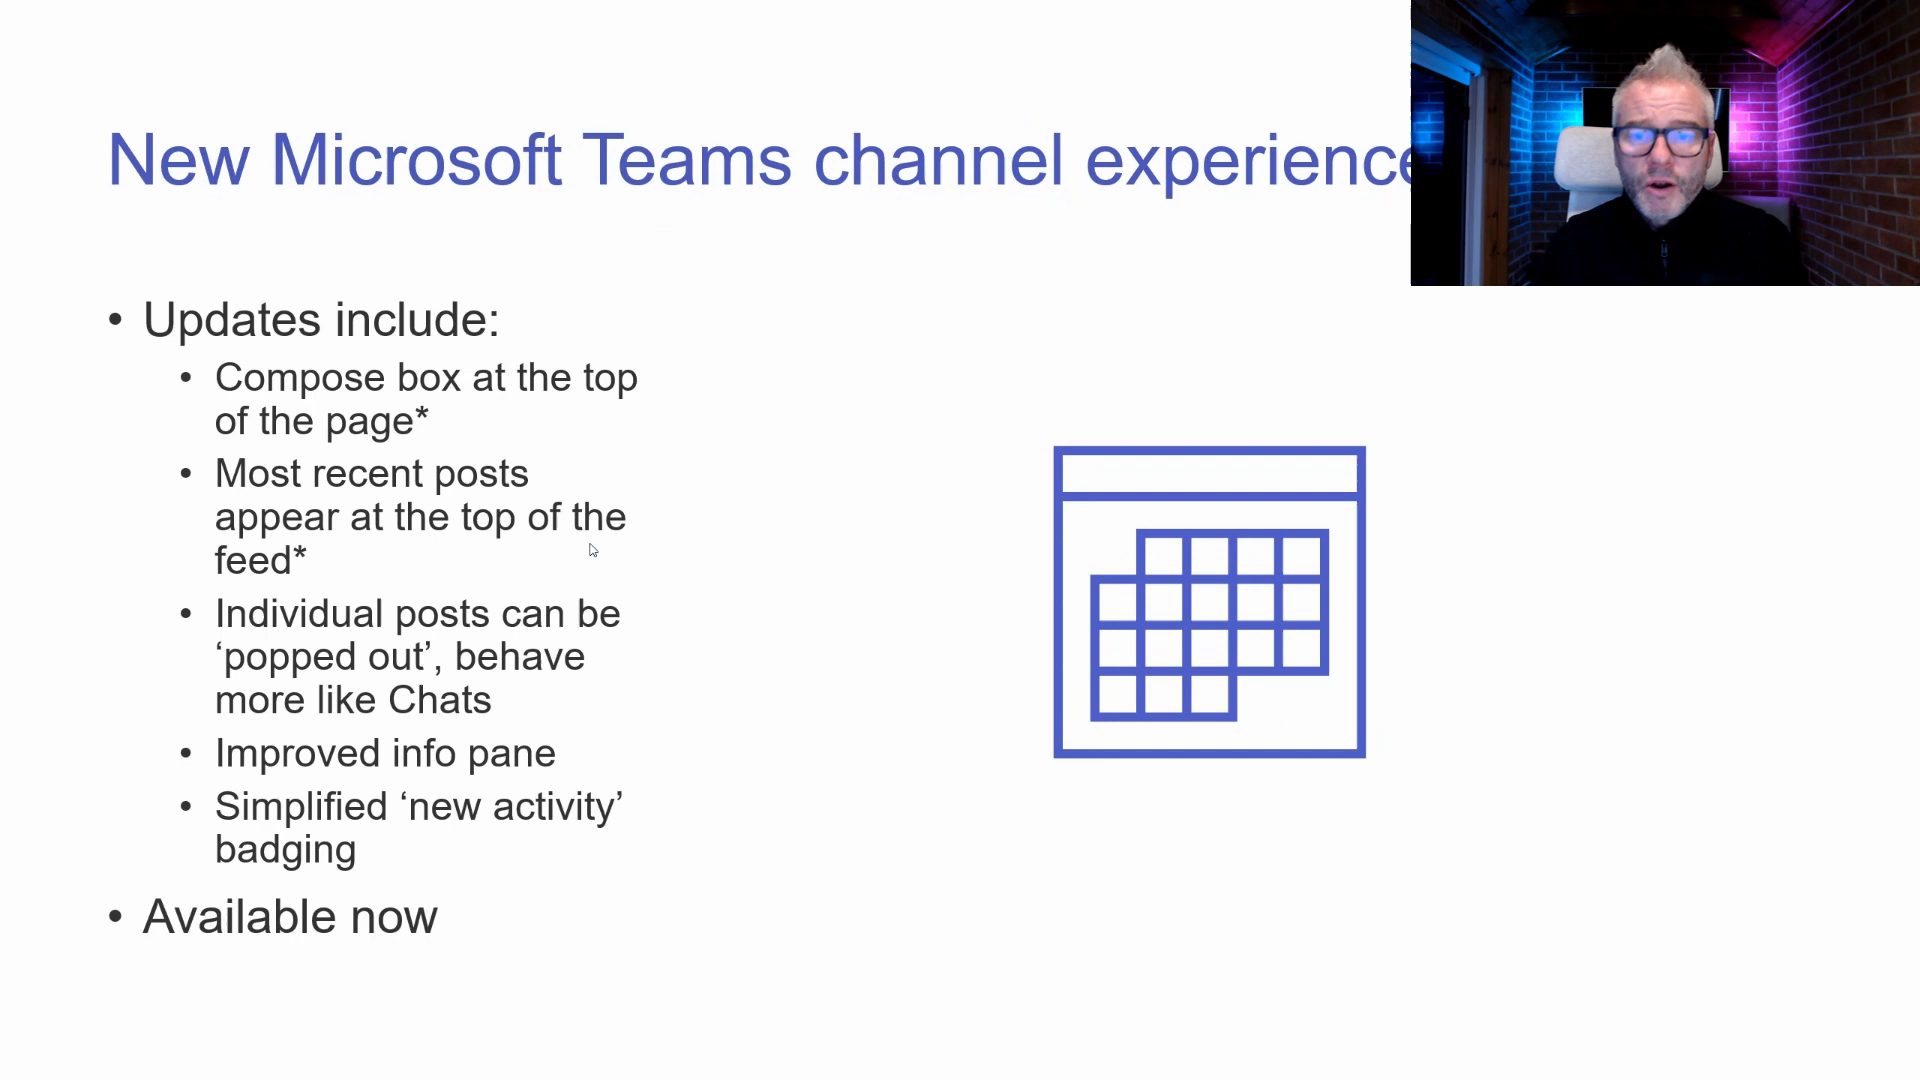 New Microsoft Teams channel experience
• Updates include:
• Compose box at the top
of the page*
• Most recent posts
appear at the top of the
feed*
• Individual posts can be
‘popped out’, behave
more like Chats
• Improved info pane
• Simplified ‘new activity’
badging
• Available now